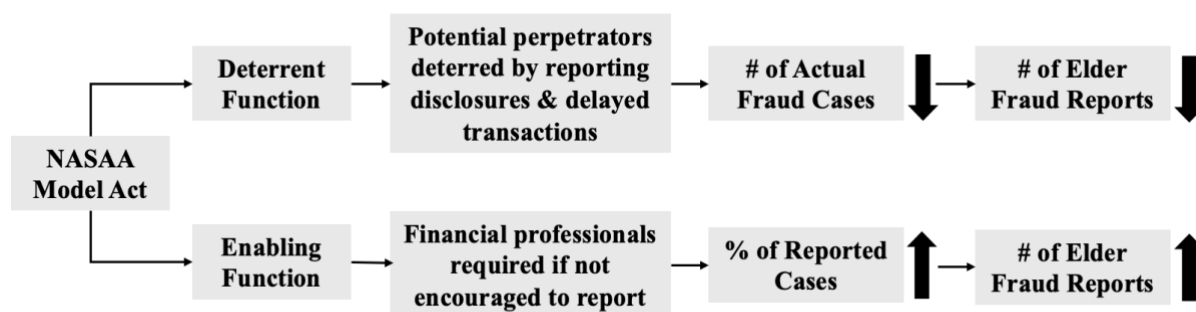 NASAA
Model Act
Deterrent
Function
Potential perpetrators
deterred by reporting
disclosures & delayed
transactions
# of Actual
Fraud Cases
# of Elder
Fraud Reports
Enabling
Function
Financial professionals
required if not
encouraged to report
% of Reported
Cases
# of Elder
Fraud Reports